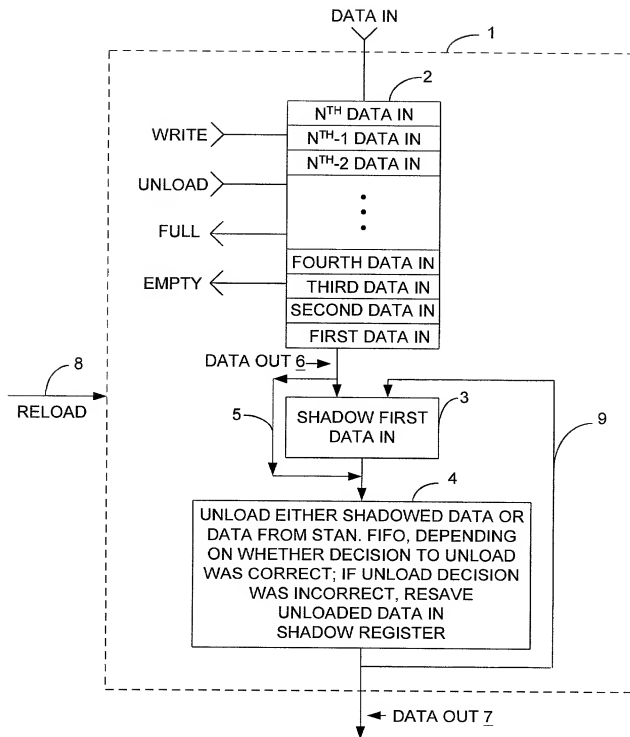 DATA IN
1
2
N^TH DATA IN
WRITE
N^TH-1 DATA IN
N^TH-2 DATA IN
UNLOAD
FULL
FOURTH DATA IN
EMPTY
THIRD DATA IN
SECOND DATA IN
FIRST DATA IN
DATA OUT 6
8
RELOAD
3
5
SHADOW FIRST
DATA IN
9
4
UNLOAD EITHER SHADOWED DATA OR
DATA FROM STAN. FIFO, DEPENDING
ON WHETHER DECISION TO UNLOAD
WAS CORRECT; IF UNLOAD DECISION
WAS INCORRECT, RESAVE
UNLOADED DATA IN
SHADOW REGISTER
DATA OUT 7